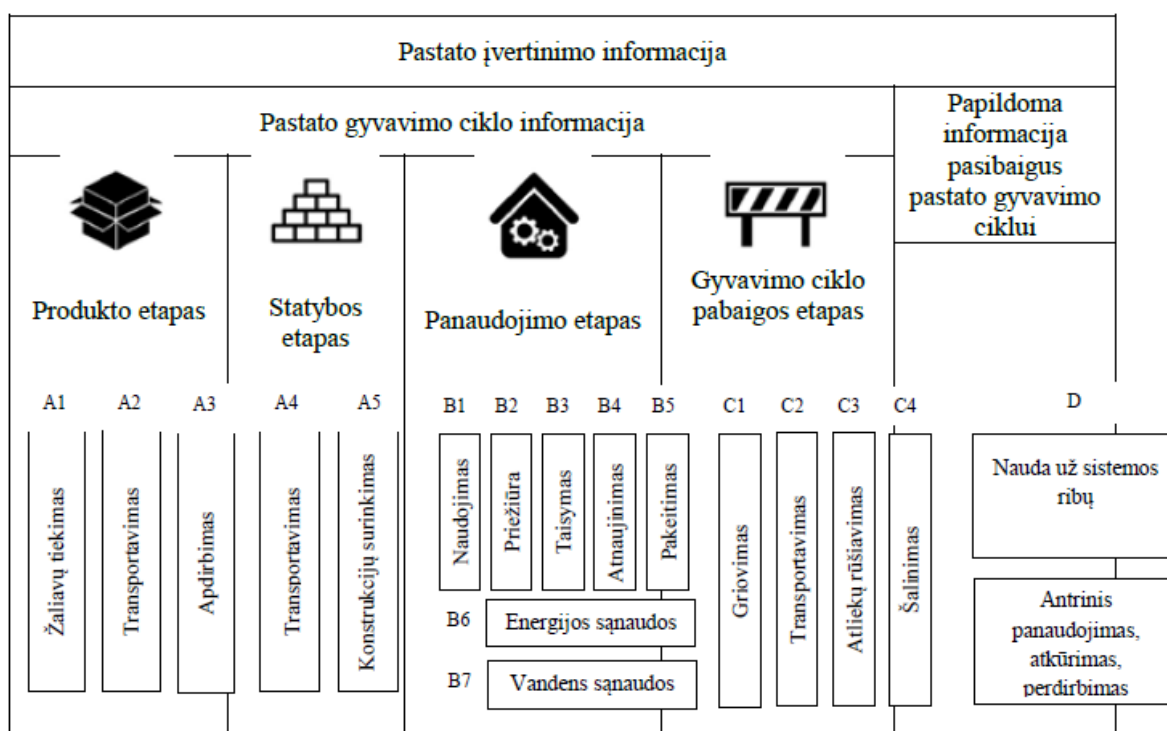 Pastato įvertinimo informacija
Pastato gyvavimo ciklo informacija
Papildoma
informacija
pasibaigus
pastato gyvavimo
ciklui
Produkto etapas
Statybos
etapas
Panaudojimo etapas
Gyvavimo ciklo
pabaigos etapas
A1
A2
A3
A4
A5
B1
B2
B3
B4
B5
C1
C2
C3
C4
D
Žaliavų tiekimas
Transportavimas
Apdirbimas
Transportavimas
Konstrukcijų surinkimas
Naudojimas
Priežiūra
Taisymas
Atnaujinimas
Pakeitimas
B6
Energijos sąnaudos
B7
Vandens sąnaudos
Griovimas
Transportavimas
Atliekų rūšiavimas
Šalinimas
Nauda už sistemos
ribų
Antrinis
panaudojimas,
atkūrimas,
perdirbimas